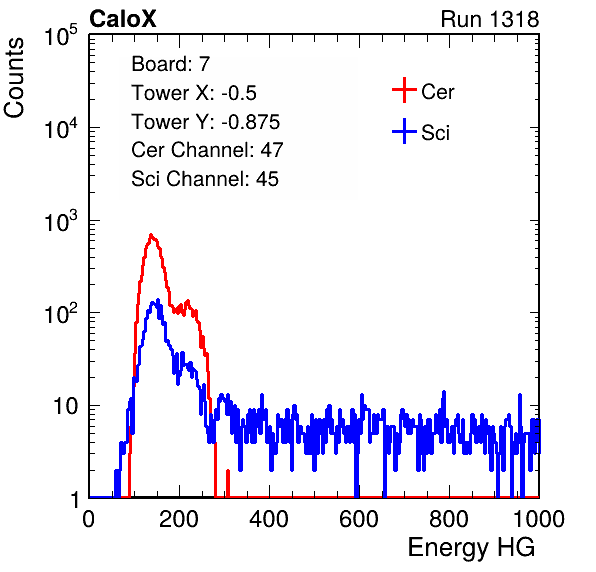 CaloX Run 1318
Counts
Board: 7
Tower X: -0.5
Tower Y: -0.875
Cer Channel: 47
Sci Channel: 45
Cer
Sci
10^5
10^4
10^3
10^2
10
1
0 200 400 600 800 1000
Energy HG